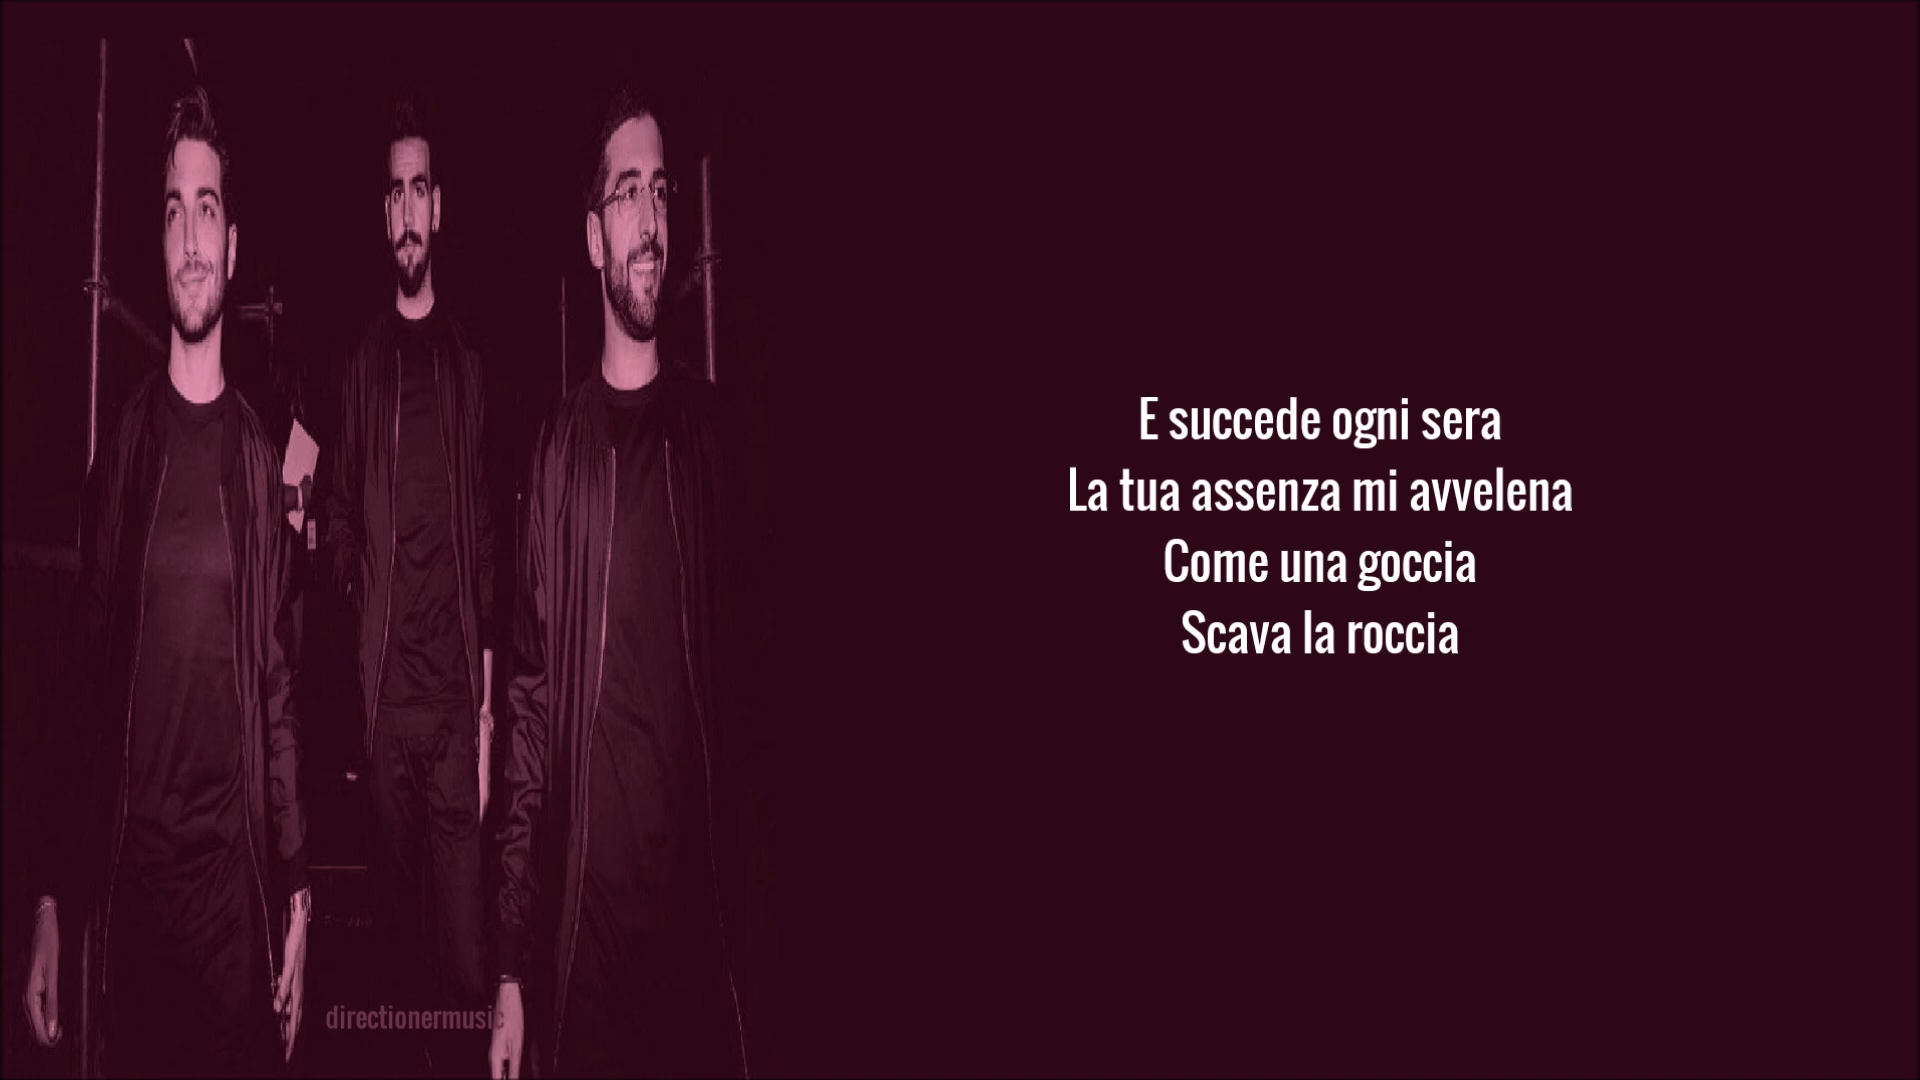 E succede ogni sera
La tua assenza mi avvelena
Come una goccia
Scava la roccia
directionermusic